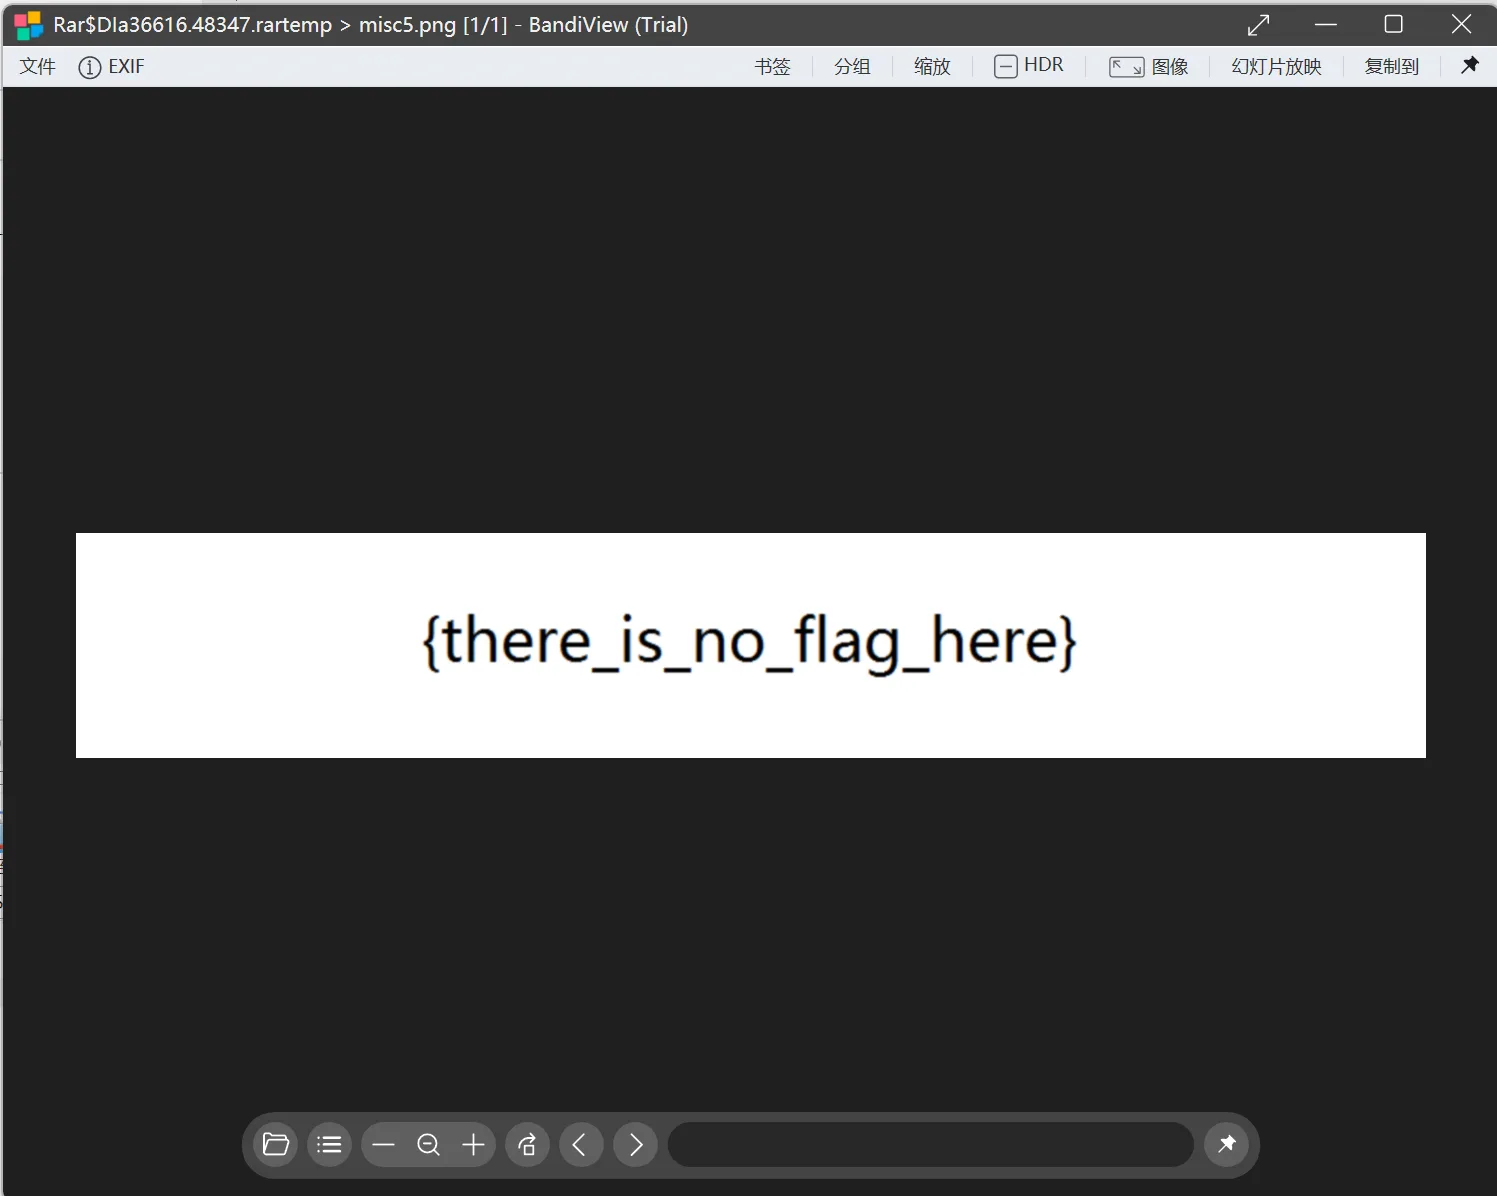 Rar$DIa36616.48347.rartemp > misc5.png [1/1] - BandiView (Trial)
文件 EXIF 书签 分组 缩放 HDR 图像 幻灯片放映 复制到
{there_is_no_flag_here}